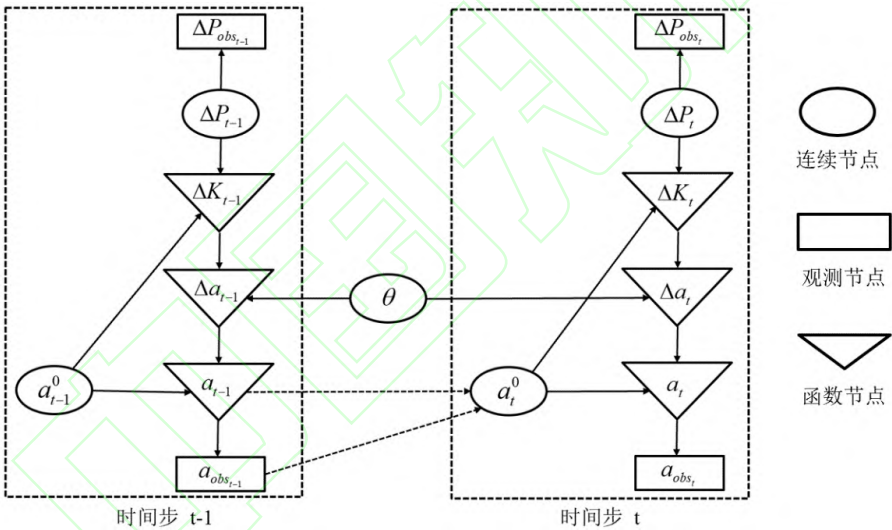 ΔP_{obs_{t-1}}
ΔP_{t-1}
ΔK_{t-1}
Δa_{t-1}
a^0_{t-1}
a_{t-1}
a_{obs_{t-1}}
时间步 t-1
θ
ΔP_{obs_t}
ΔP_t
ΔK_t
Δa_t
a^0_t
a_t
a_{obs_t}
时间步 t
连续节点
观测节点
函数节点